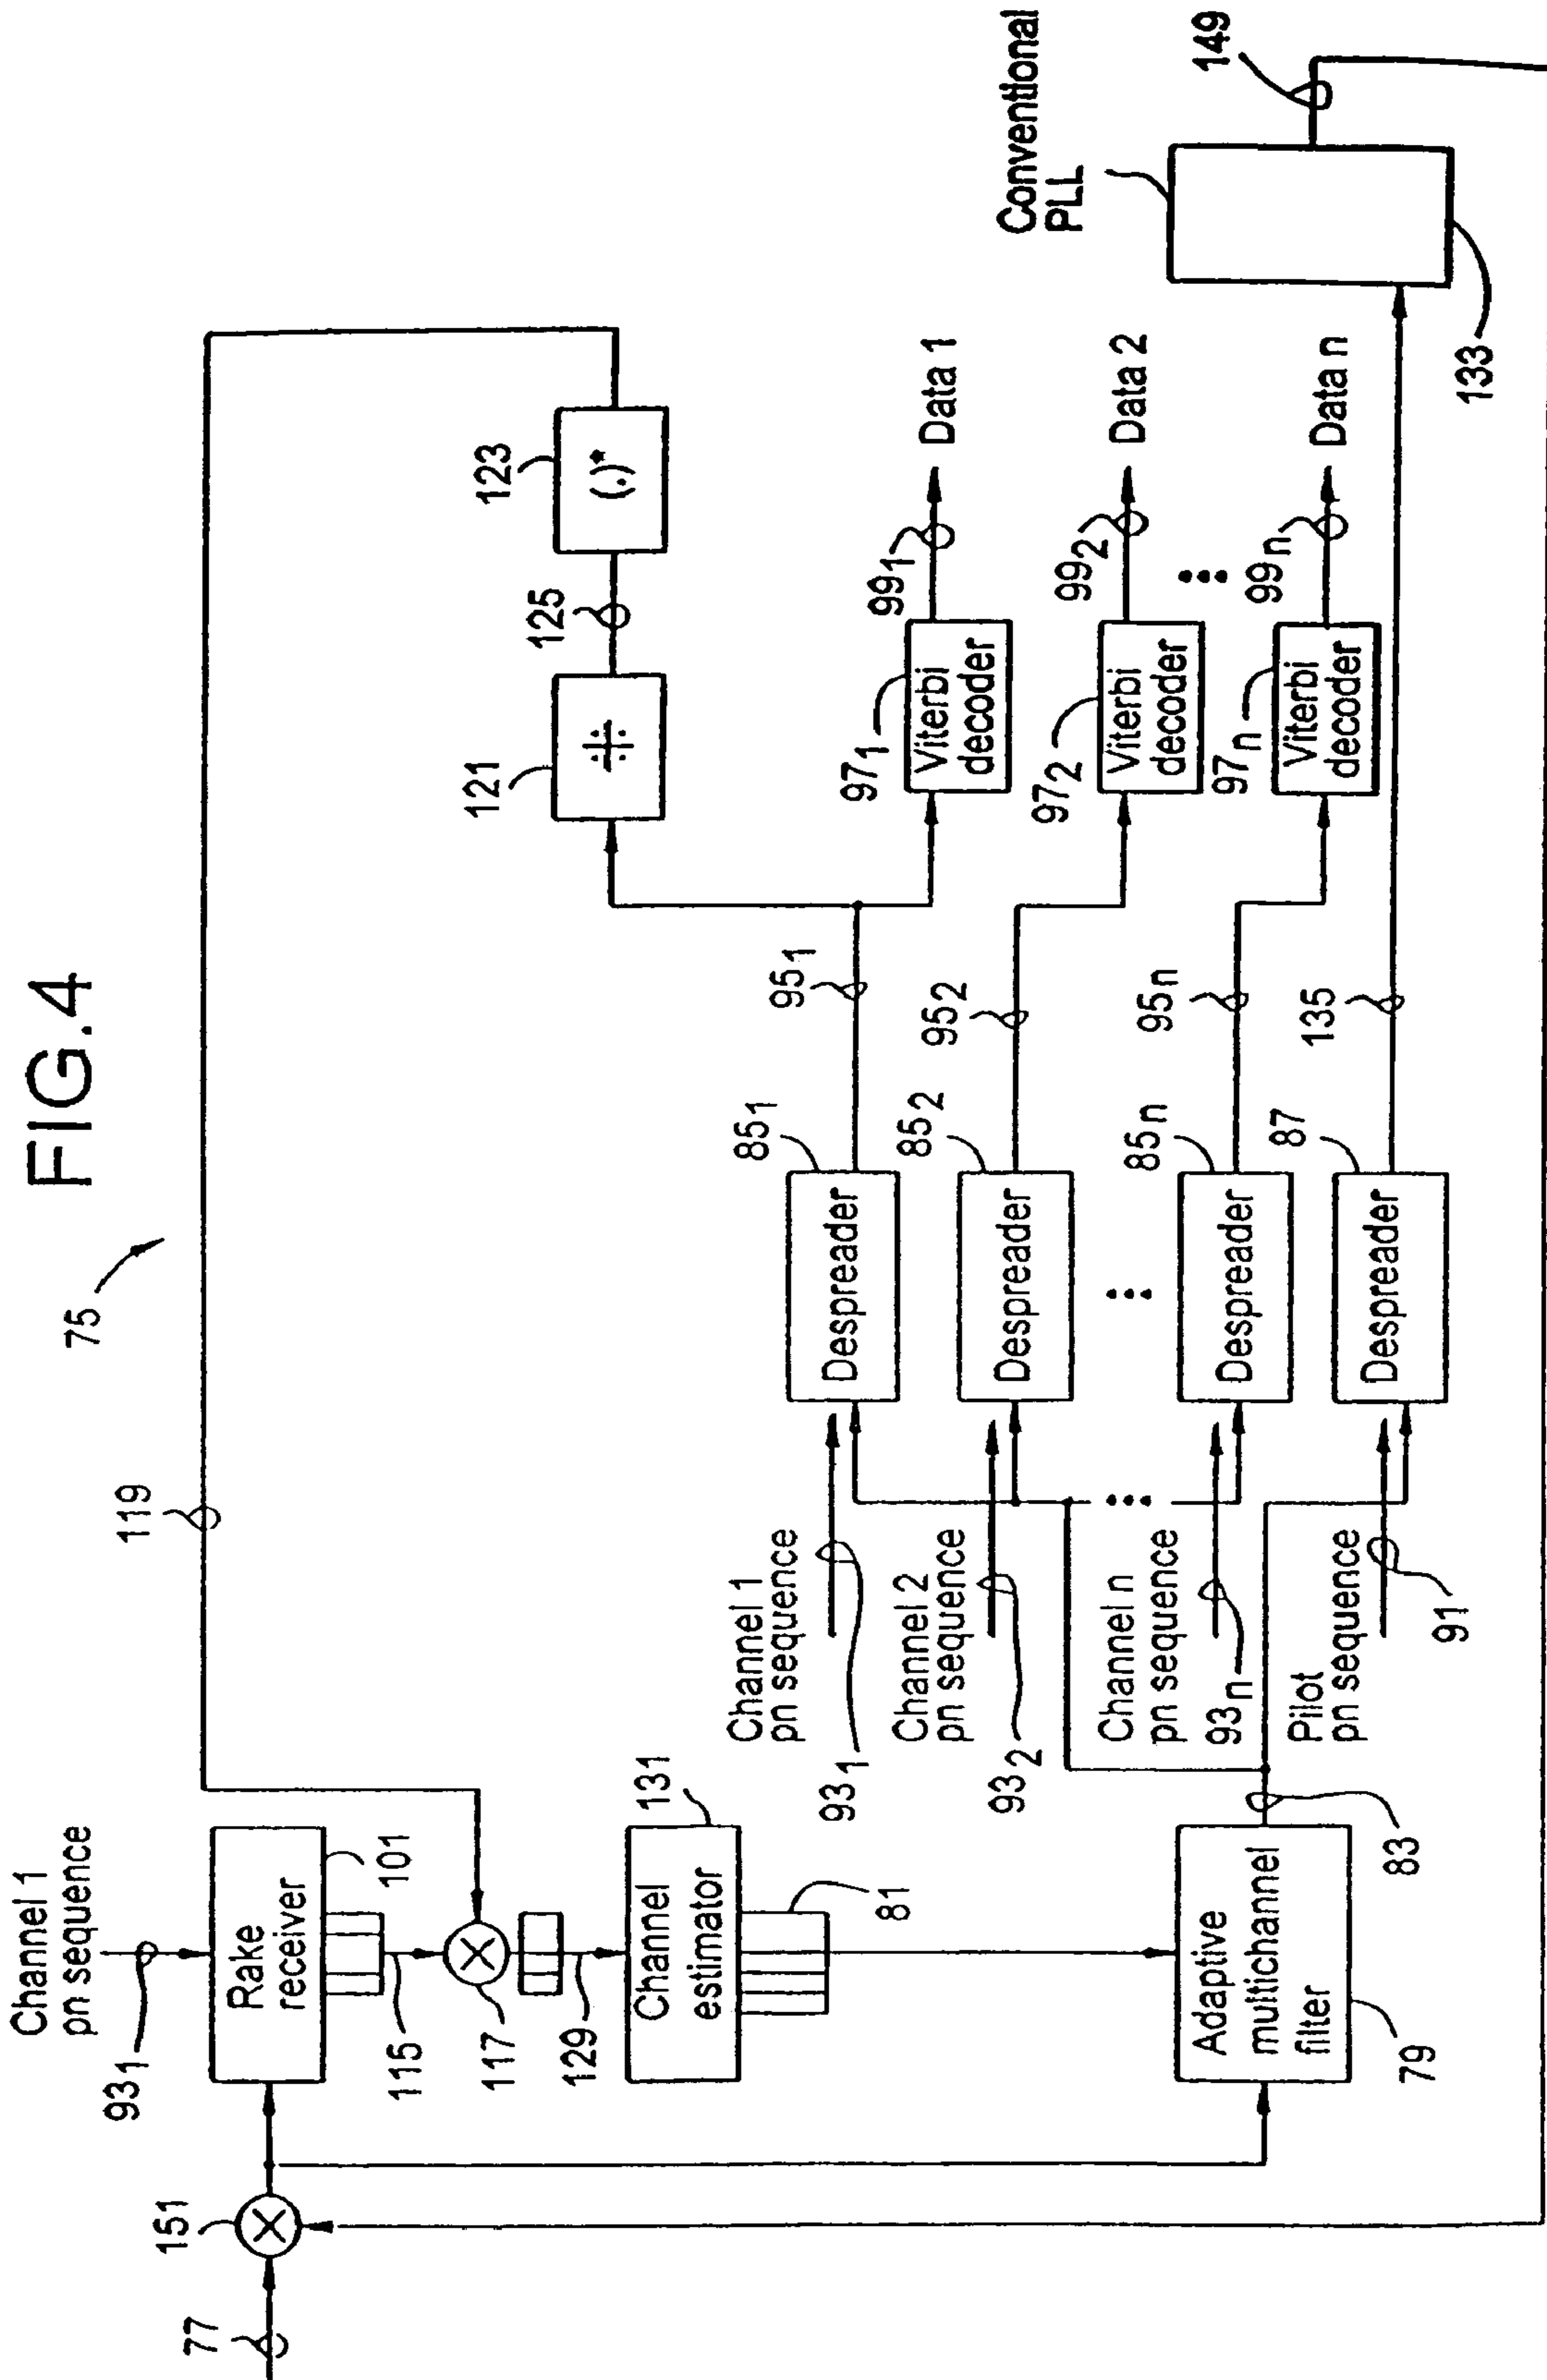 FIG.4
75
77
151
Channel 1
pn sequence
93₁
Rake
receiver
101
115
117
119
129
Channel
estimator
131
81
Adaptive
multichannel
filter
79
83
Channel 1
pn sequence
93₁
Channel 2
pn sequence
93₂
Channel n
pn sequence
93n
Pilot
pn sequence
91
Despreader
85₁
Despreader
85₂
Despreader
85n
Despreader
87
95₁
95₂
95n
135
121
125
123
(.)*
Viterbi
decoder
97₁
99₁
Data 1
Viterbi
decoder
97₂
99₂
Data 2
Viterbi
decoder
97n
99n
Data n
Conventional
PLL
133
149